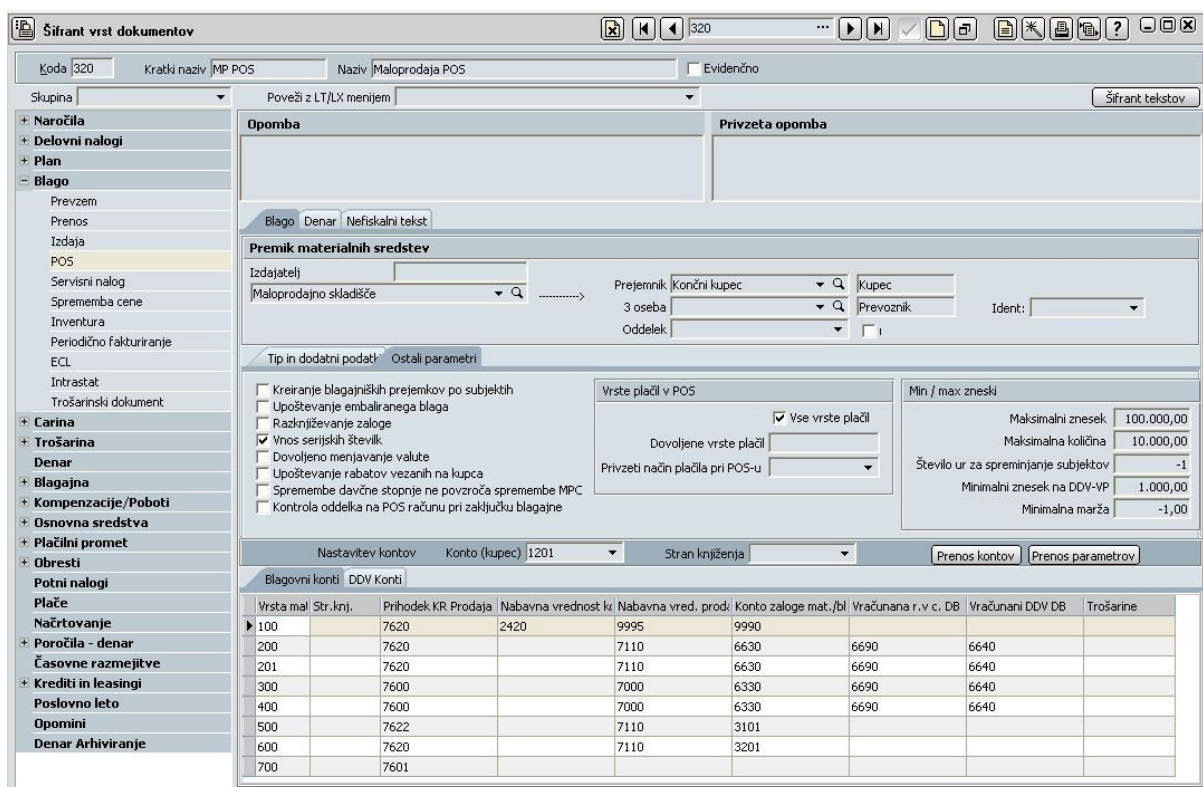 Šifrant vrst dokumentov
320 ...
Koda 320 Kratki naziv MP POS Naziv Maloprodaja POS Evidenčno
Skupina Poveži z LT/LX menijem Šifrant tekstov
Naročila
Delovni nalogi
Plan
Blago
Prevzem
Prenos
Izdaja
POS
Servisni nalog
Sprememba cene
Inventura
Periodično fakturiranje
ECL
Intrastat
Trošarinski dokument
Carina
Trošarina
Denar
Blagajna
Kompenzacije/Poboti
Osnovna sredstva
Plačilni promet
Obresti
Potni nalogi
Plače
Načrtovanje
Poročila - denar
Časovne razmejitve
Krediti in leasingi
Poslovno leto
Opomini
Denar Arhiviranje
Opomba Privzeta opomba
Blago Denar Nefiskalni tekst
Premik materialnih sredstev
Izdajatelj
Maloprodajno skladišče ------------>
Prejemnik Končni kupec Kupec
3 oseba Prevoznik Ident:
Oddelek
Tip in dodatni podatki Ostali parametri
Kreiranje blagajniških prejemkov po subjektih
Upoštevanje embaliranega blaga
Razknjiževanje zaloge
Vnos serijskih številk
Dovoljeno menjavanje valute
Upoštevanje rabatov vezanih na kupca
Spremembe davčne stopnje ne povzroča spremembe MPC
Kontrola oddelka na POS računu pri zaključku blagajne
Vrste plačil v POS
Vse vrste plačil
Dovoljene vrste plačil
Privzeti način plačila pri POS-u
Min / max zneski
Maksimalni znesek 100.000,00
Maksimalna količina 10.000,00
Število ur za spreminjanje subjektov -1
Minimalni znesek na DDV-VP 1.000,00
Minimalna marža -1,00
Nastavitev kontov Konto (kupec) 1201 Stran knjiženja Prenos kontov Prenos parametrov
Blagovni konti DDV Konti
Vrsta mat Str.knj. Prihodek KR Prodaja Nabavna vrednost ko Nabavna vred. proda Konto zaloge mat./bl Vračunana r.v c. DB Vračunani DDV DB Trošarine
100 7620 2420 9995 9990
200 7620 7110 6630 6690 6640
201 7620 7110 6630 6690 6640
300 7600 7000 6330 6690 6640
400 7600 7000 6330 6690 6640
500 7622 7110 3101
600 7620 7110 3201
700 7601